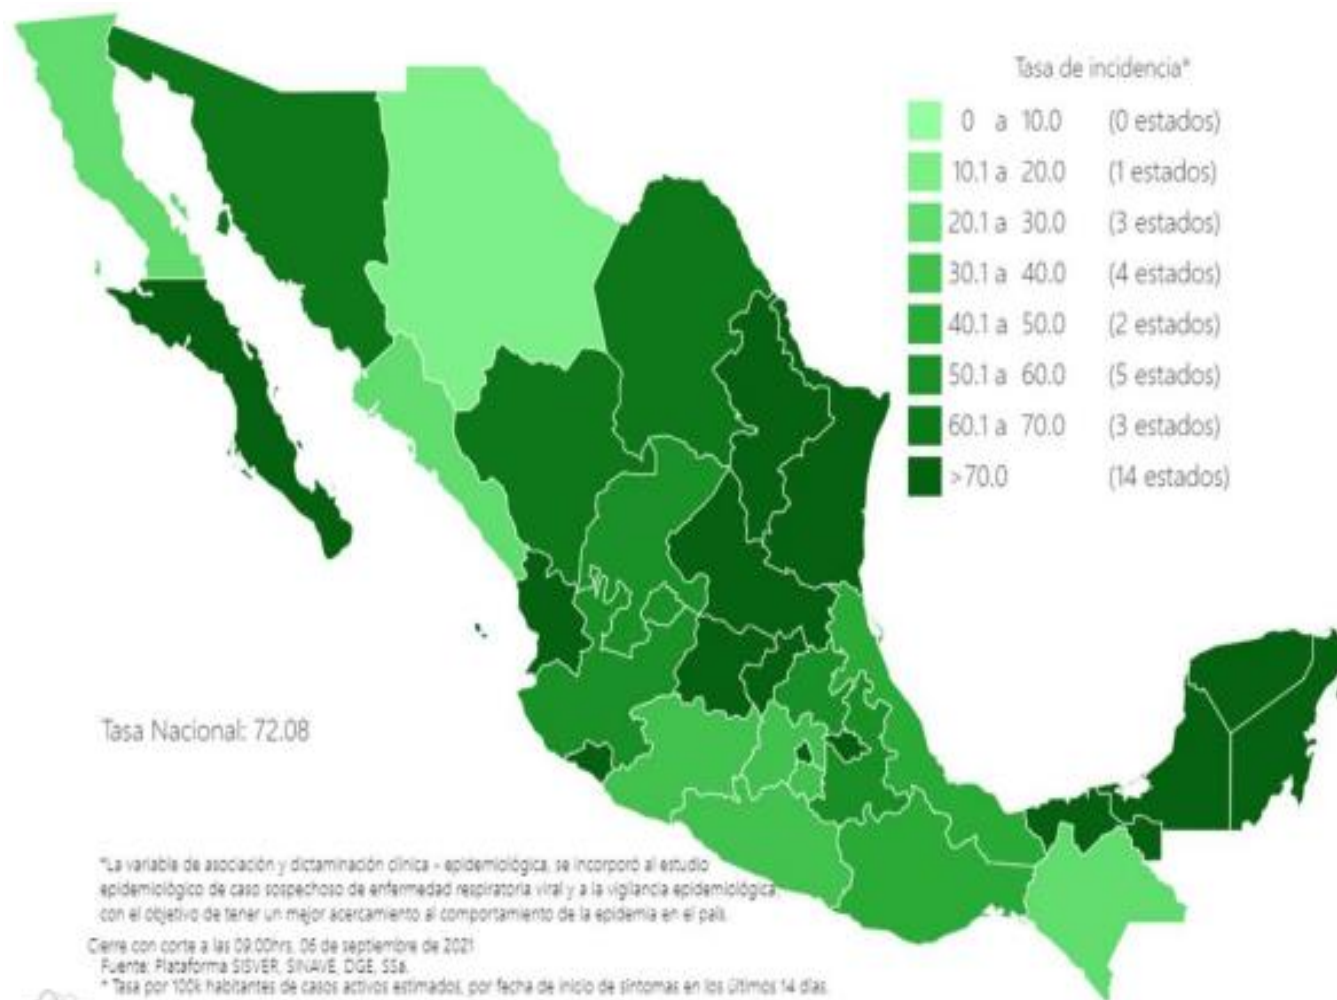 Tasa de incidencia*
0 a 10.0 (0 estados)
10.1 a 20.0 (1 estados)
20.1 a 30.0 (3 estados)
30.1 a 40.0 (4 estados)
40.1 a 50.0 (2 estados)
50.1 a 60.0 (5 estados)
60.1 a 70.0 (3 estados)
>70.0 (14 estados)
Tasa Nacional: 72.08
*La variable de asociación y dictaminación clínica - epidemiológica, se incorporó al estudio
epidemiológico de caso sospechoso de enfermedad respiratoria viral y a la vigilancia epidemiológica,
con el objetivo de tener un mejor acercamiento al comportamiento de la epidemia en el país.
Cierre con corte a las 09:00hrs, 06 de septiembre de 2021
Fuente: Plataforma SISVER, SINAVE, DGE, SSa.
* Tasa por 100k habitantes de casos activos estimados, por fecha de inicio de síntomas en los últimos 14 días.